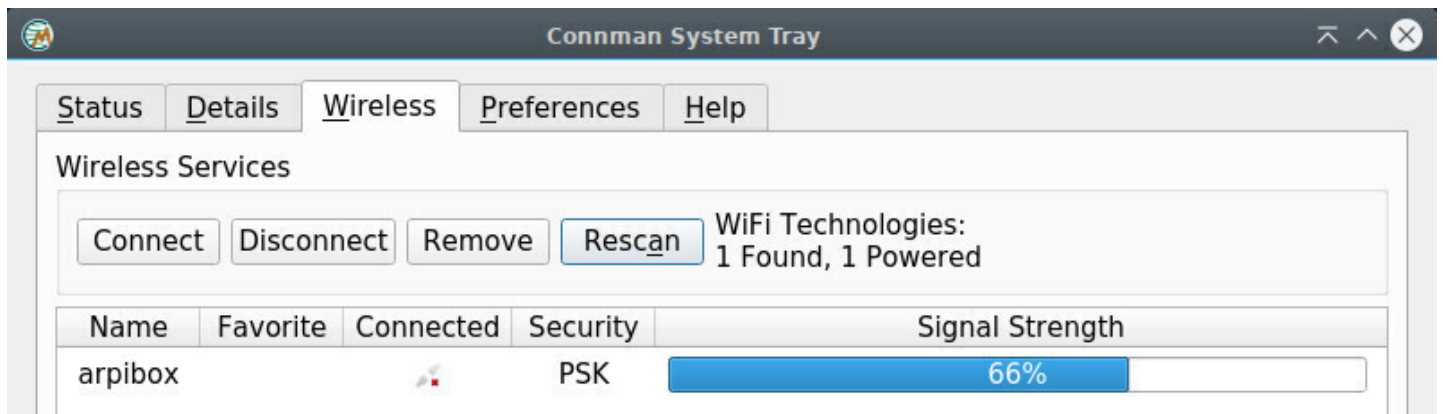 Connman System Tray
Status Details Wireless Preferences Help
Wireless Services
Connect Disconnect Remove Rescan WiFi Technologies:
1 Found, 1 Powered
Name Favorite Connected Security Signal Strength
arpibox PSK 66%